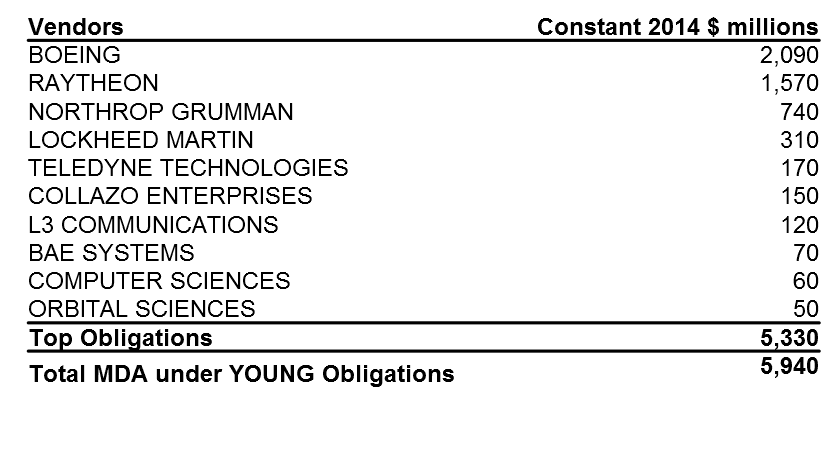 Vendors Constant 2014 $ millions
BOEING 2,090
RAYTHEON 1,570
NORTHROP GRUMMAN 740
LOCKHEED MARTIN 310
TELEDYNE TECHNOLOGIES 170
COLLAZO ENTERPRISES 150
L3 COMMUNICATIONS 120
BAE SYSTEMS 70
COMPUTER SCIENCES 60
ORBITAL SCIENCES 50
Top Obligations 5,330
Total MDA under YOUNG Obligations 5,940